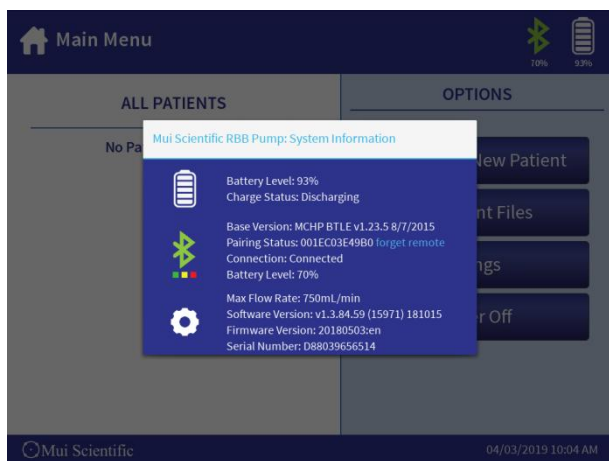 Main Menu
70%
93%
ALL PATIENTS
OPTIONS
No Pa
Mui Scientific RBB Pump: System Information
New Patient
Battery Level: 93%
Charge Status: Discharging
nt Files
Base Version: MCHP BTLE v1.23.5 8/7/2015
Pairing Status: 001EC03E49B0 forget remote
Connection: Connected
Battery Level: 70%
ngs
Max Flow Rate: 750mL/min
Software Version: v1.3.84.59 (15971) 181015
Firmware Version: 20180503:en
Serial Number: D88039656514
r Off
Mui Scientific
04/03/2019 10:04 AM